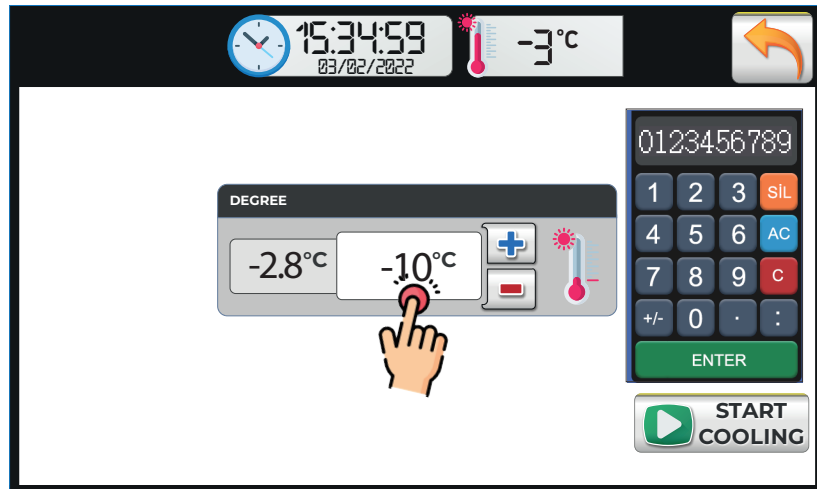 15:34:59
03/02/2022
-3°C
0123456789
DEGREE
1 2 3 SİL
-2.8°C -10°C
4 5 6 AC
7 8 9 C
+/- 0 · :
ENTER
START
COOLING